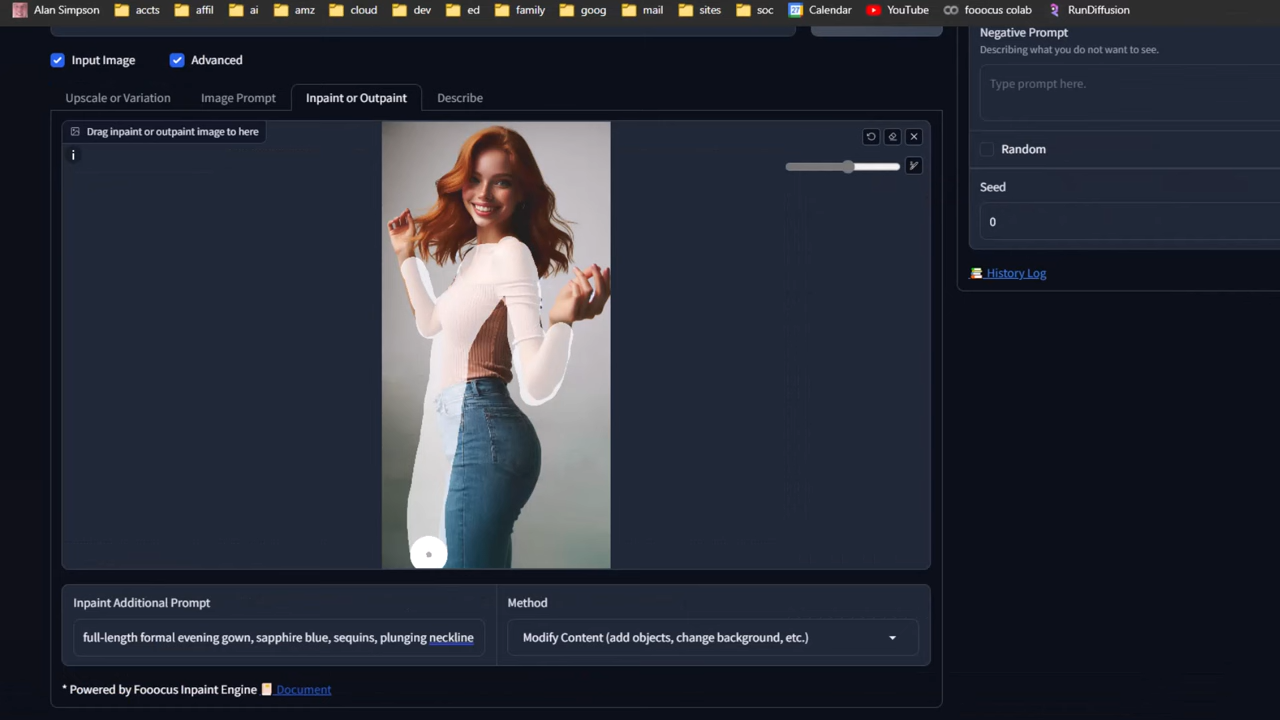 Alan Simpson accts affil ai amz cloud dev ed family goog mail sites soc 27 Calendar YouTube fooocus colab RunDiffusion
Input Image Advanced
Upscale or Variation Image Prompt Inpaint or Outpaint Describe
Drag inpaint or outpaint image to here
i
Inpaint Additional Prompt
full-length formal evening gown, sapphire blue, sequins, plunging neckline
Method
Modify Content (add objects, change background, etc.)
* Powered by Fooocus Inpaint Engine Document
Negative Prompt
Describing what you do not want to see.
Type prompt here.
Random
Seed
0
History Log